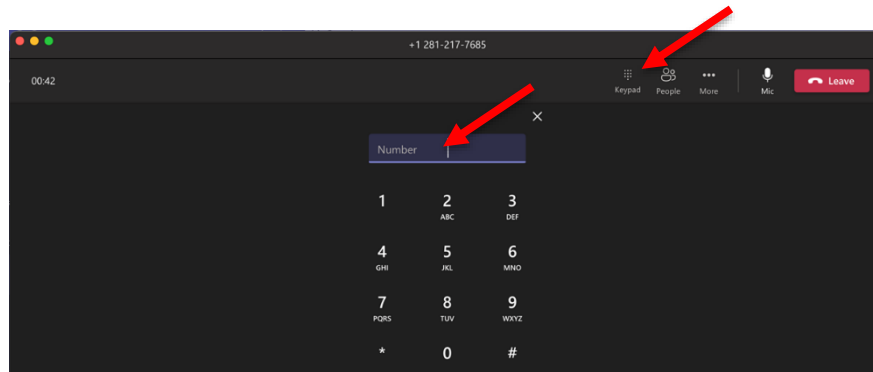 +1 281-217-7685
00:42
Keypad People More Mic Leave
Number
1 2 3
ABC DEF
4 5 6
GHI JKL MNO
7 8 9
PQRS TUV WXYZ
* 0 #